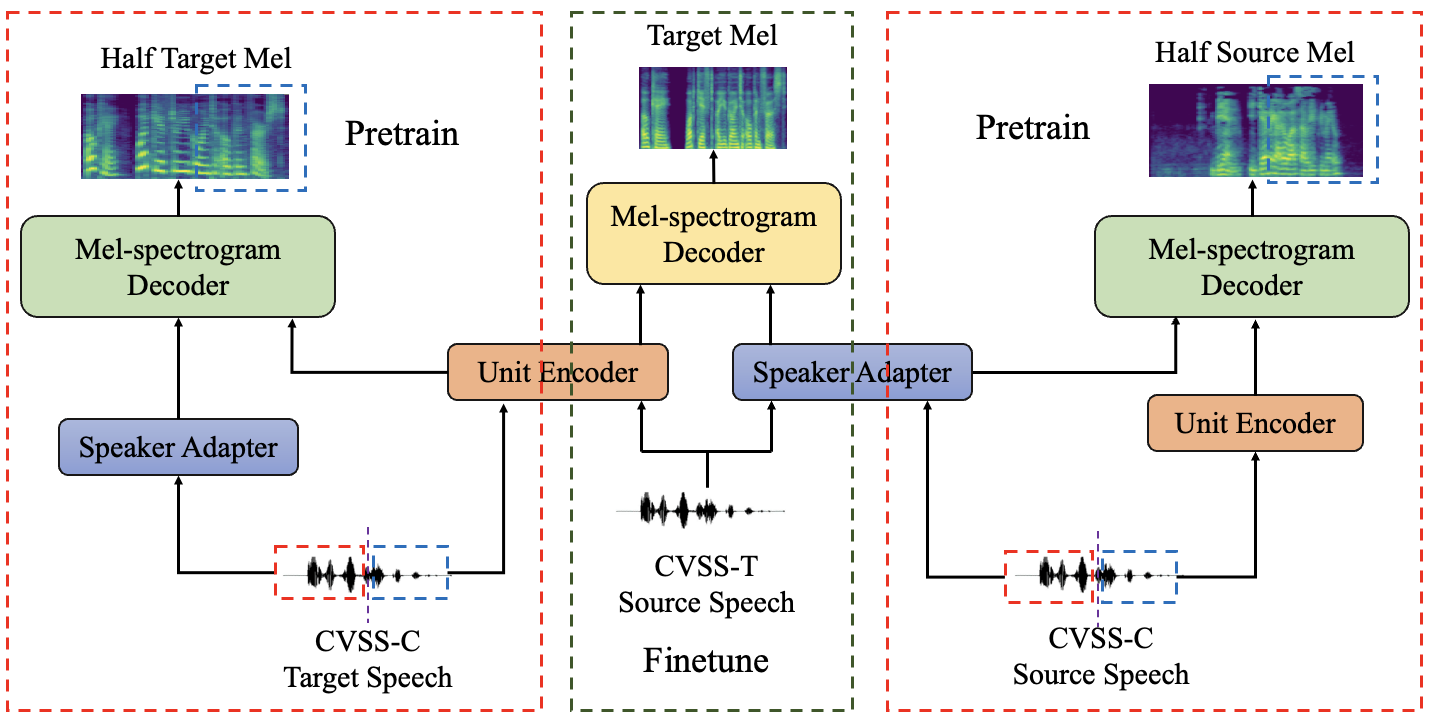 Half Target Mel
Pretrain
Mel-spectrogram
Decoder
Unit Encoder
Speaker Adapter
CVSS-C
Target Speech
Target Mel
Mel-spectrogram
Decoder
Speaker Adapter
CVSS-T
Source Speech
Finetune
Half Source Mel
Pretrain
Mel-spectrogram
Decoder
Unit Encoder
CVSS-C
Source Speech